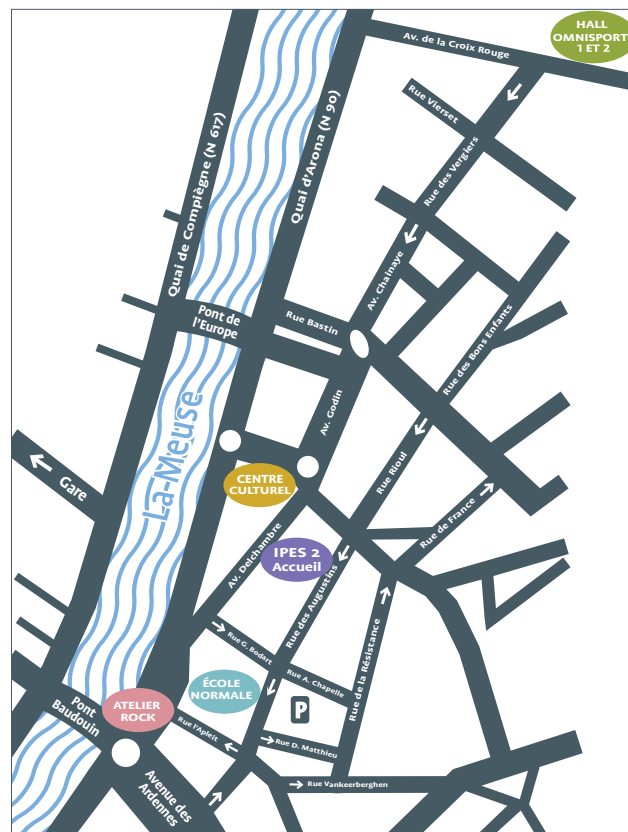 HALL
OMNISPORT
1 ET 2
Av. de la Croix Rouge
Rue Vierset
Quai d'Arona (N 90)
Quai de Compiègne (N 617)
Rue des Vergiers
Av. Chainaye
Pont de
l'Europe
Rue Bastin
Rue des Bons Enfants
La-Meuse
Av. Godin
Gare
CENTRE
CULTUREL
Rue Rioul
Rue de France
IPES 2
Accueil
Av. Delchambre
Rue des Augustins
Rue G. Bodart
Rue A. Chapelle
Rue de la Résistance
ÉCOLE
NORMALE
P
Pont
Baudouin
ATELIER
ROCK
Rue l'Apleit
Rue D. Matthieu
Avenue des
Ardennes
Rue Vankeerberghen